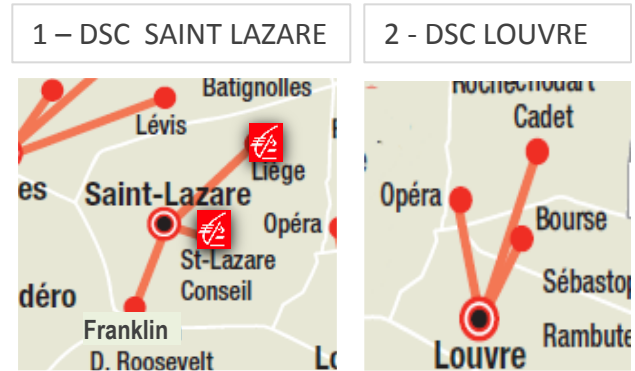 1 – DSC SAINT LAZARE
2 - DSC LOUVRE
Batignolles
Lévis
Liège
es
Saint-Lazare
Opéra
St-Lazare
Conseil
déro
Franklin
D. Roosevelt
Lo
Rochechouart
Cadet
Opéra
Bourse
Sébastop
Rambute
Louvre